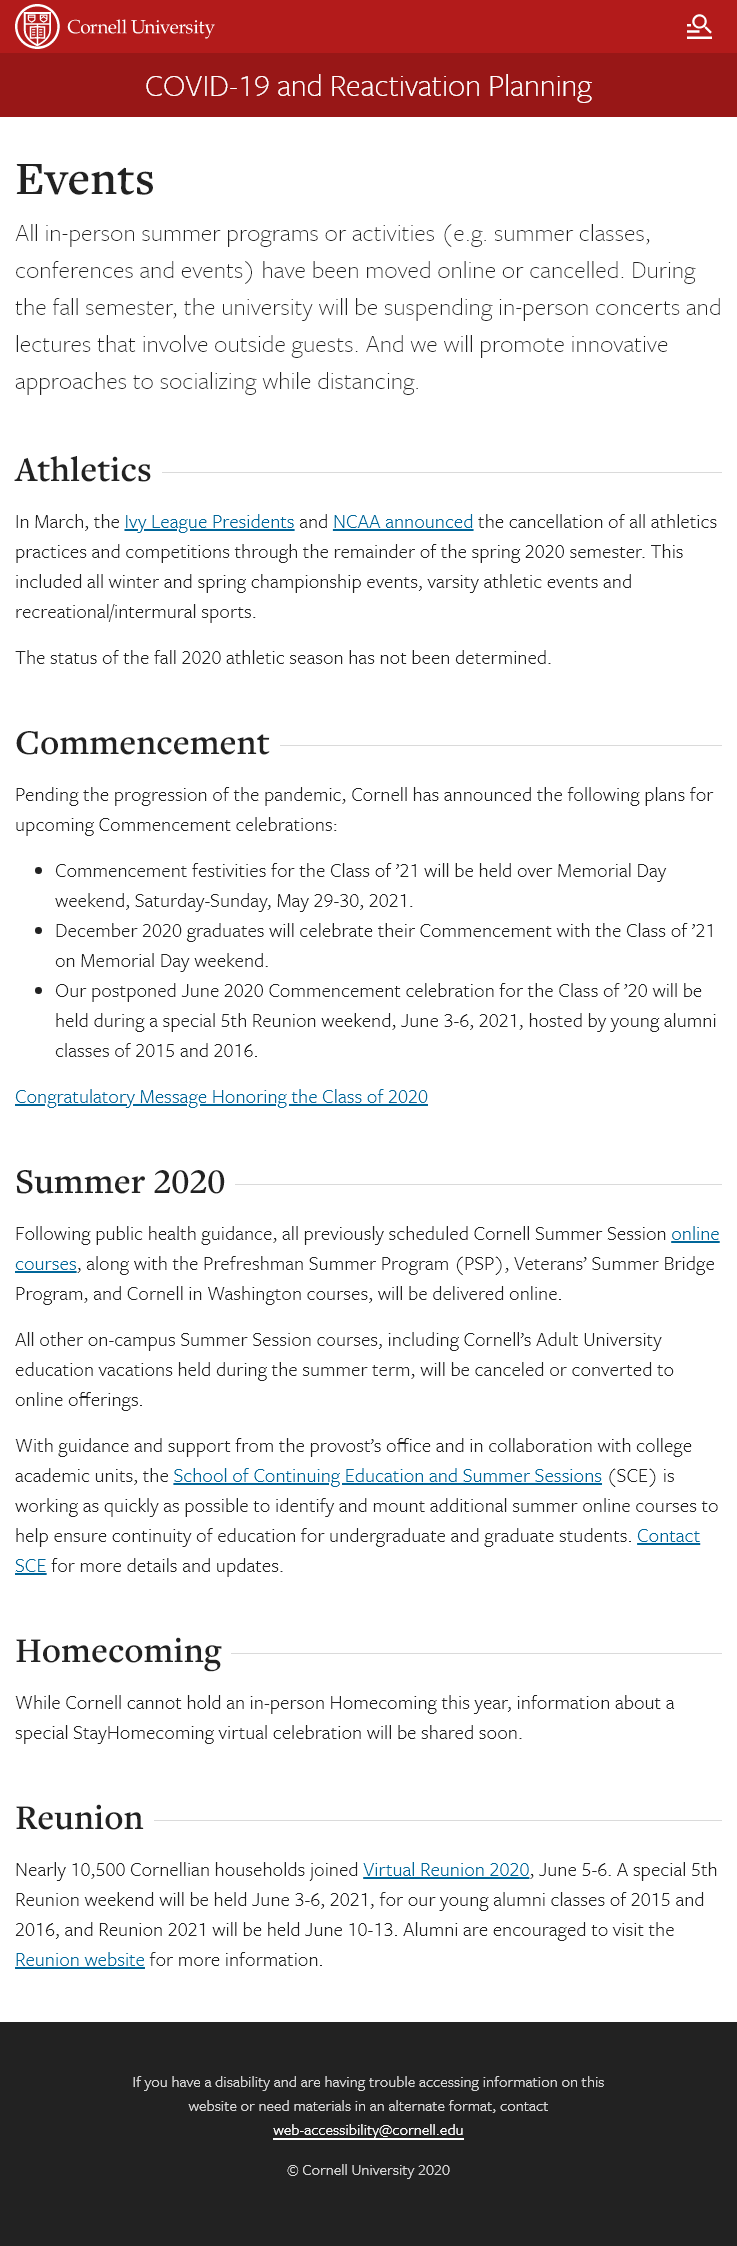 Cornell University
COVID-19 and Reactivation Planning
Events
All in-person summer programs or activities (e.g. summer classes,
conferences and events) have been moved online or cancelled. During
the fall semester, the university will be suspending in-person concerts and
lectures that involve outside guests. And we will promote innovative
approaches to socializing while distancing.
Athletics
In March, the Ivy League Presidents and NCAA announced the cancellation of all athletics
practices and competitions through the remainder of the spring 2020 semester. This
included all winter and spring championship events, varsity athletic events and
recreational/intermural sports.
The status of the fall 2020 athletic season has not been determined.
Commencement
Pending the progression of the pandemic, Cornell has announced the following plans for
upcoming Commencement celebrations:
• Commencement festivities for the Class of ’21 will be held over Memorial Day
weekend, Saturday-Sunday, May 29-30, 2021.
• December 2020 graduates will celebrate their Commencement with the Class of ’21
on Memorial Day weekend.
• Our postponed June 2020 Commencement celebration for the Class of ’20 will be
held during a special 5th Reunion weekend, June 3-6, 2021, hosted by young alumni
classes of 2015 and 2016.
Congratulatory Message Honoring the Class of 2020
Summer 2020
Following public health guidance, all previously scheduled Cornell Summer Session online
courses, along with the Prefreshman Summer Program (PSP), Veterans’ Summer Bridge
Program, and Cornell in Washington courses, will be delivered online.
All other on-campus Summer Session courses, including Cornell’s Adult University
education vacations held during the summer term, will be canceled or converted to
online offerings.
With guidance and support from the provost’s office and in collaboration with college
academic units, the School of Continuing Education and Summer Sessions (SCE) is
working as quickly as possible to identify and mount additional summer online courses to
help ensure continuity of education for undergraduate and graduate students. Contact
SCE for more details and updates.
Homecoming
While Cornell cannot hold an in-person Homecoming this year, information about a
special StayHomecoming virtual celebration will be shared soon.
Reunion
Nearly 10,500 Cornellian households joined Virtual Reunion 2020, June 5-6. A special 5th
Reunion weekend will be held June 3-6, 2021, for our young alumni classes of 2015 and
2016, and Reunion 2021 will be held June 10-13. Alumni are encouraged to visit the
Reunion website for more information.
If you have a disability and are having trouble accessing information on this
website or need materials in an alternate format, contact
web-accessibility@cornell.edu
© Cornell University 2020